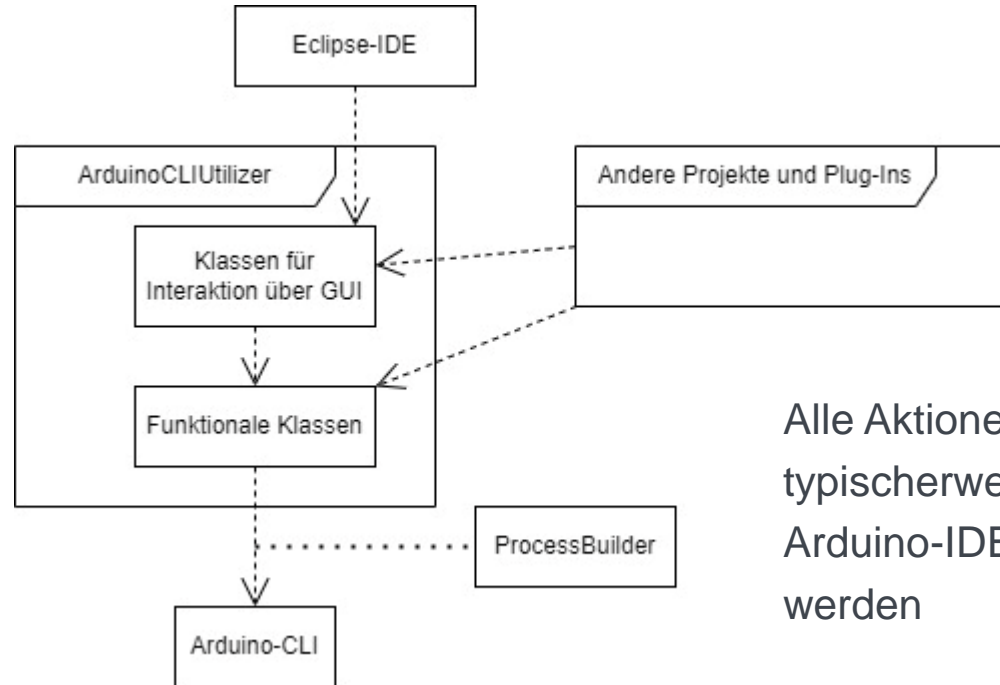 Eclipse-IDE
ArduinoCLIUtilizer
Andere Projekte und Plug-Ins
Klassen für
Interaktion über GUI
Funktionale Klassen
Alle
typischerwe
Arduino-IDE
werden
ProcessBuilder
Arduino-CLI